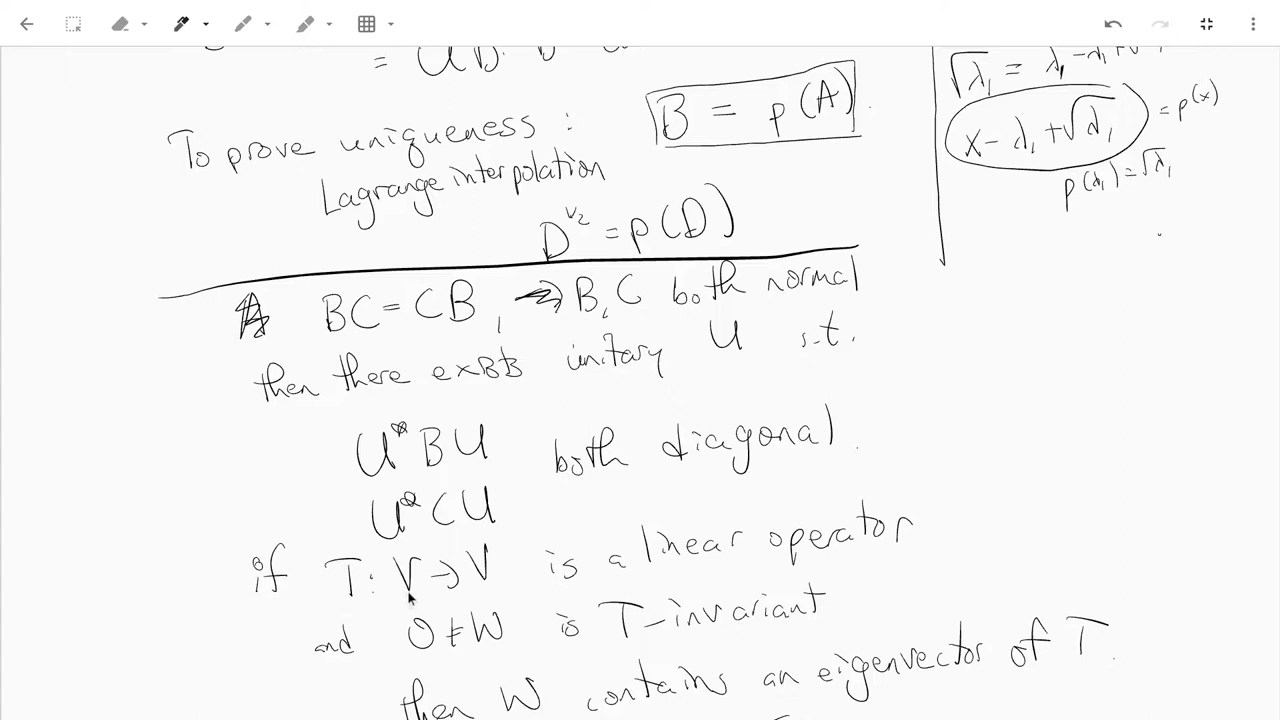 = U D
B = p(A)
√λ₁ = λ₁ - λ₁ + √
x - λ₁ + √λ₁ = p(x)
p(λ₁) = √λ₁
To prove uniqueness :
Lagrange interpolation
D^{1/2} = p(D)
BC = CB, B, C both normal
then there exists unitary U s.t.
U*BU both diagonal.
U*CU
if T: V → V is a linear operator
and 0 ≠ W is T-invariant
then W contains an eigenvector of T.